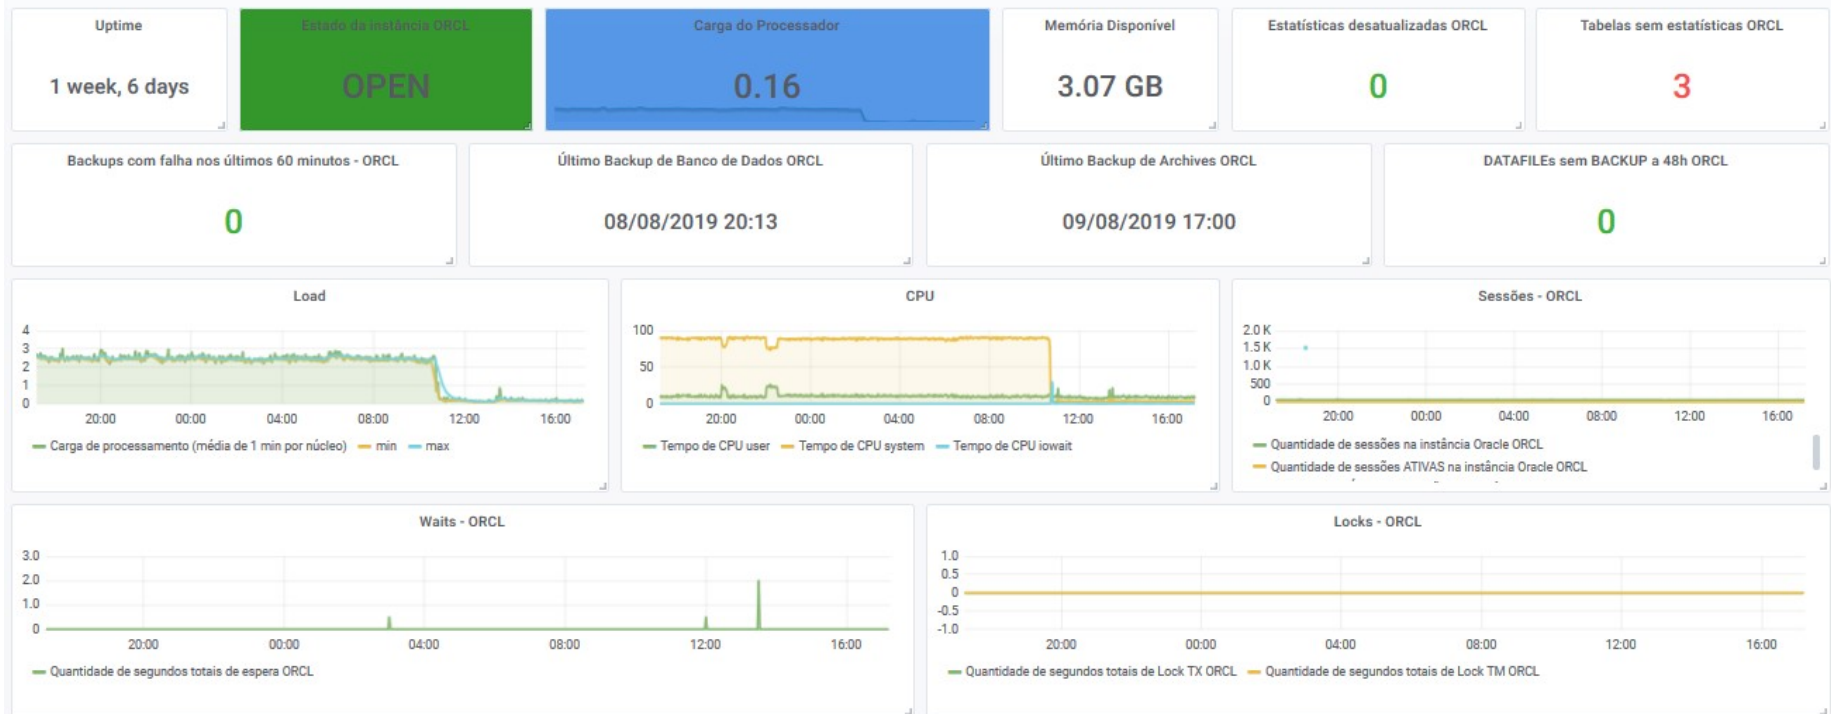 Uptime
1 week, 6 days
Estado da instância ORCL
OPEN
Carga do Processador
0.16
Memória Disponível
3.07 GB
Estatísticas desatualizadas ORCL
0
Tabelas sem estatísticas ORCL
3
Backups com falha nos últimos 60 minutos - ORCL
0
Último Backup de Banco de Dados ORCL
08/08/2019 20:13
Último Backup de Archives ORCL
09/08/2019 17:00
DATAFILEs sem BACKUP a 48h ORCL
0
Load
4
3
2
1
0
20:00 00:00 04:00 08:00 12:00 16:00
Carga de processamento (média de 1 min por núcleo) min max
CPU
100
50
0
20:00 00:00 04:00 08:00 12:00 16:00
Tempo de CPU user Tempo de CPU system Tempo de CPU iowait
Sessões - ORCL
2.0 K
1.5 K
1.0 K
500
0
20:00 00:00 04:00 08:00 12:00 16:00
Quantidade de sessões na instância Oracle ORCL
Quantidade de sessões ATIVAS na instância Oracle ORCL
Waits - ORCL
3.0
2.0
1.0
0
20:00 00:00 04:00 08:00 12:00 16:00
Quantidade de segundos totais de espera ORCL
Locks - ORCL
1.0
0.5
0
-0.5
-1.0
20:00 00:00 04:00 08:00 12:00 16:00
Quantidade de segundos totais de Lock TX ORCL Quantidade de segundos totais de Lock TM ORCL